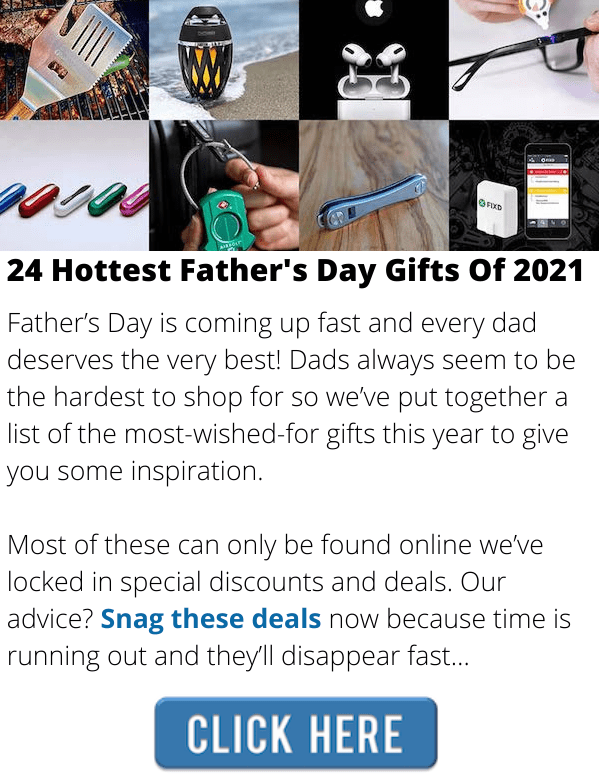 FIXD
FIXD
24 Hottest Father's Day Gifts Of 2021
Father’s Day is coming up fast and every dad
deserves the very best! Dads always seem to be
the hardest to shop for so we’ve put together a
list of the most-wished-for gifts this year to give
you some inspiration.
Most of these can only be found online we’ve
locked in special discounts and deals. Our
advice? Snag these deals now because time is
running out and they’ll disappear fast...
CLICK HERE